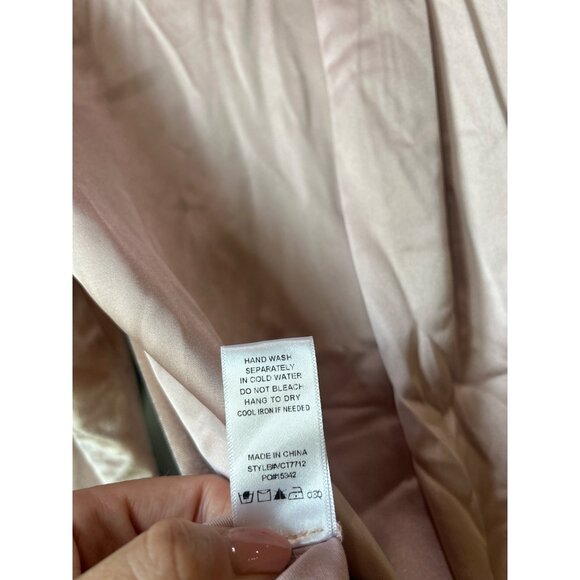 HAND WASH
SEPARATELY
IN COLD WATER
DO NOT BLEACH
HANG TO DRY
COOL IRON IF NEEDED
MADE IN CHINA
STYLE#VCT7712
PO#15342